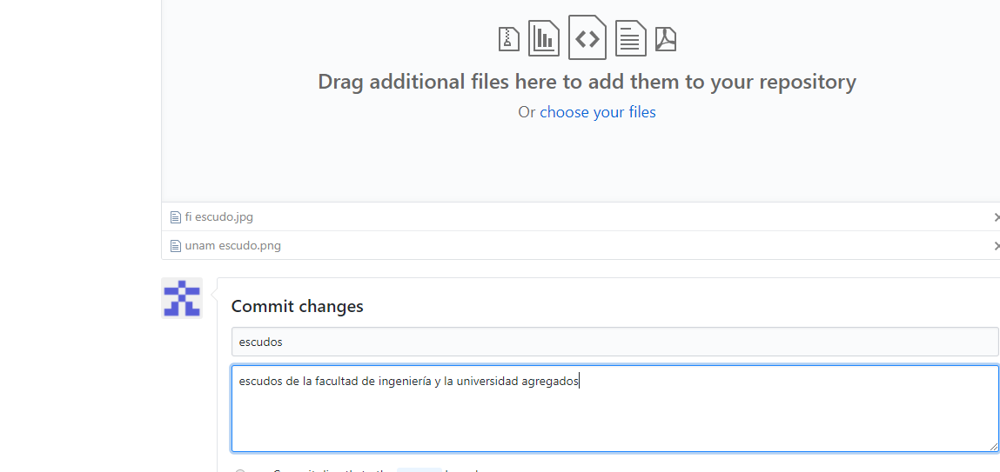 Drag additional files here to add them to your repository
Or choose your files
fi escudo.jpg
unam escudo.png
Commit changes
escudos
escudos de la facultad de ingeniería y la universidad agregados